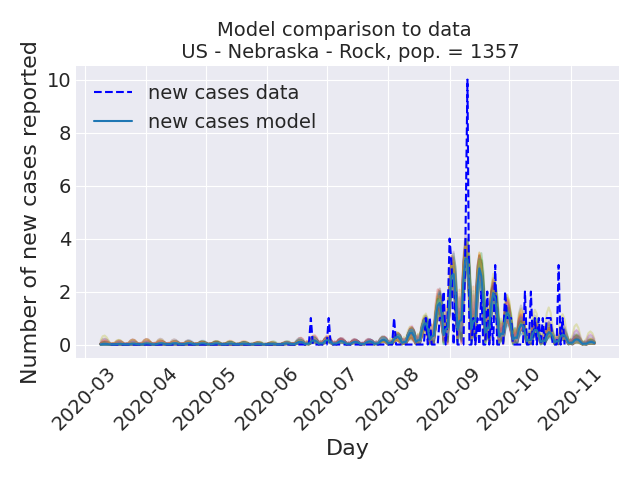 Model comparison to data
US - Nebraska - Rock, pop. = 1357
Number of new cases reported
10
8
6
4
2
0
new cases data
new cases model
2020-03
2020-04
2020-05
2020-06
2020-07
2020-08
2020-09
2020-10
2020-11
Day